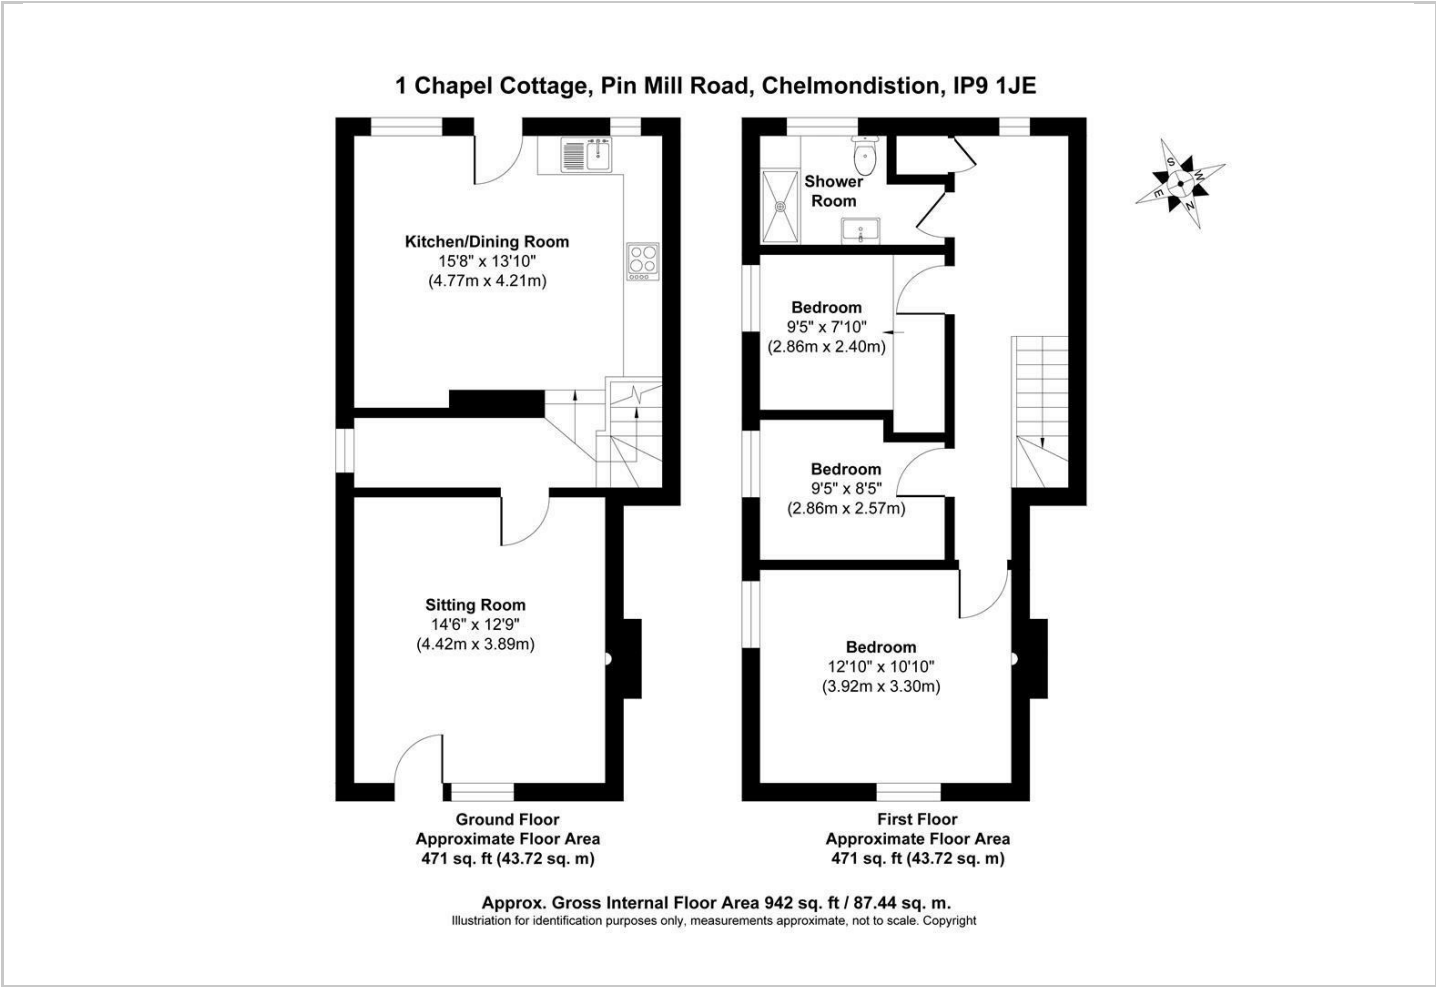 1 Chapel Cottage, Pin Mill Road, Chelmondistion, IP9 1JE
Kitchen/Dining Room
15'8" x 13'10"
(4.77m x 4.21m)
Sitting Room
14'6" x 12'9"
(4.42m x 3.89m)
Ground Floor
Approximate Floor Area
471 sq. ft (43.72 sq. m)
Shower
Room
Bedroom
9'5" x 7'10"
(2.86m x 2.40m)
Bedroom
9'5" x 8'5"
(2.86m x 2.57m)
Bedroom
12'10" x 10'10"
(3.92m x 3.30m)
First Floor
Approximate Floor Area
471 sq. ft (43.72 sq. m)
S
W
E
N
Approx. Gross Internal Floor Area 942 sq. ft / 87.44 sq. m.
Illustration for identification purposes only, measurements approximate, not to scale. Copyright